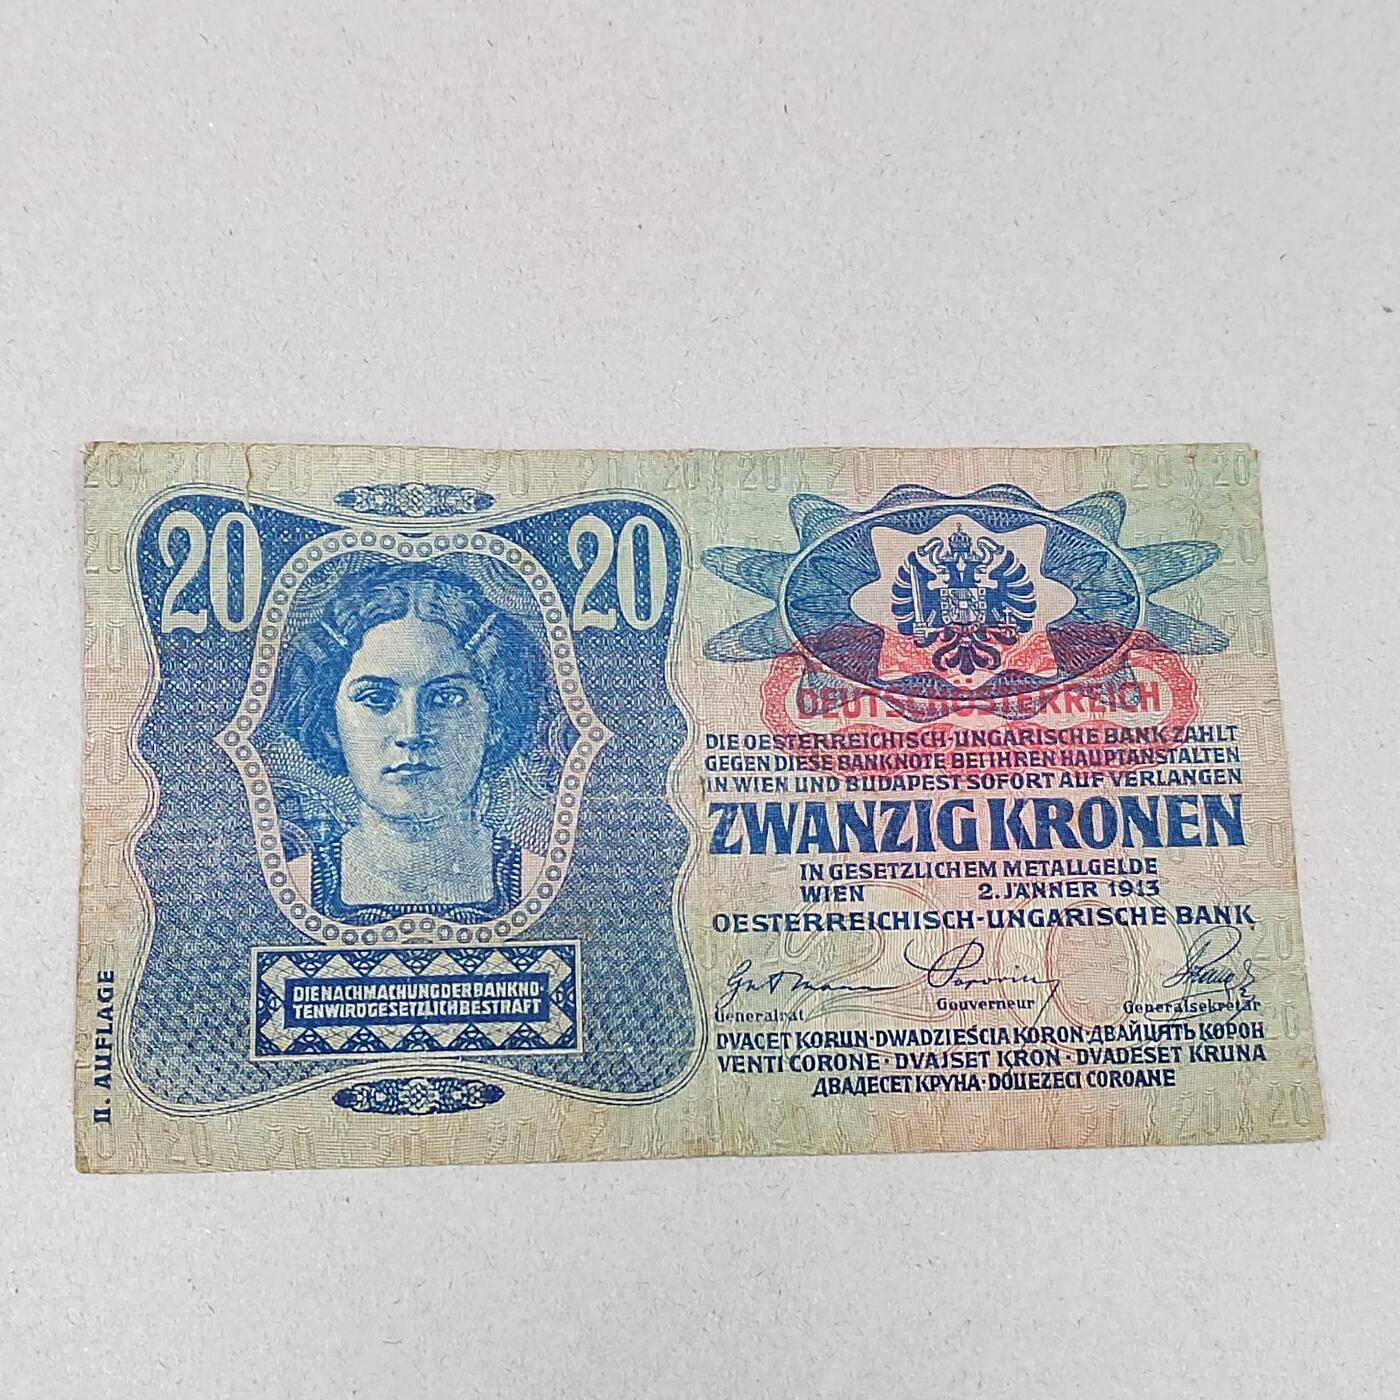 20
20
DIE NACHMACHUNG DER BANKNO-
TEN WIRD GESETZLICH BESTRAFT
II. AUFLAGE
DEUTSCHÖSTERREICH
DIE OESTERREICHISCH-UNGARISCHE BANK ZAHLT
GEGEN DIESE BANKNOTE BEI IHREN HAUPTANSTALTEN
IN WIEN UND BUDAPEST SOFORT AUF VERLANGEN
ZWANZIG KRONEN
IN GESETZLICHEM METALLGELDE
WIEN 2. JÄNNER 1913
OESTERREICHISCH-UNGARISCHE BANK
Generalrat Gouverneur Generalsekretär
DVACET KORUN·DWADZIEŚCIA KORON·ДВАЙЦЯТЬ КОРОН
VENTI CORONE·DVAJSET KRON·DVADESET KRUNA
ДВАДЕСЕТ КРУНА·DOUEZECI COROANE